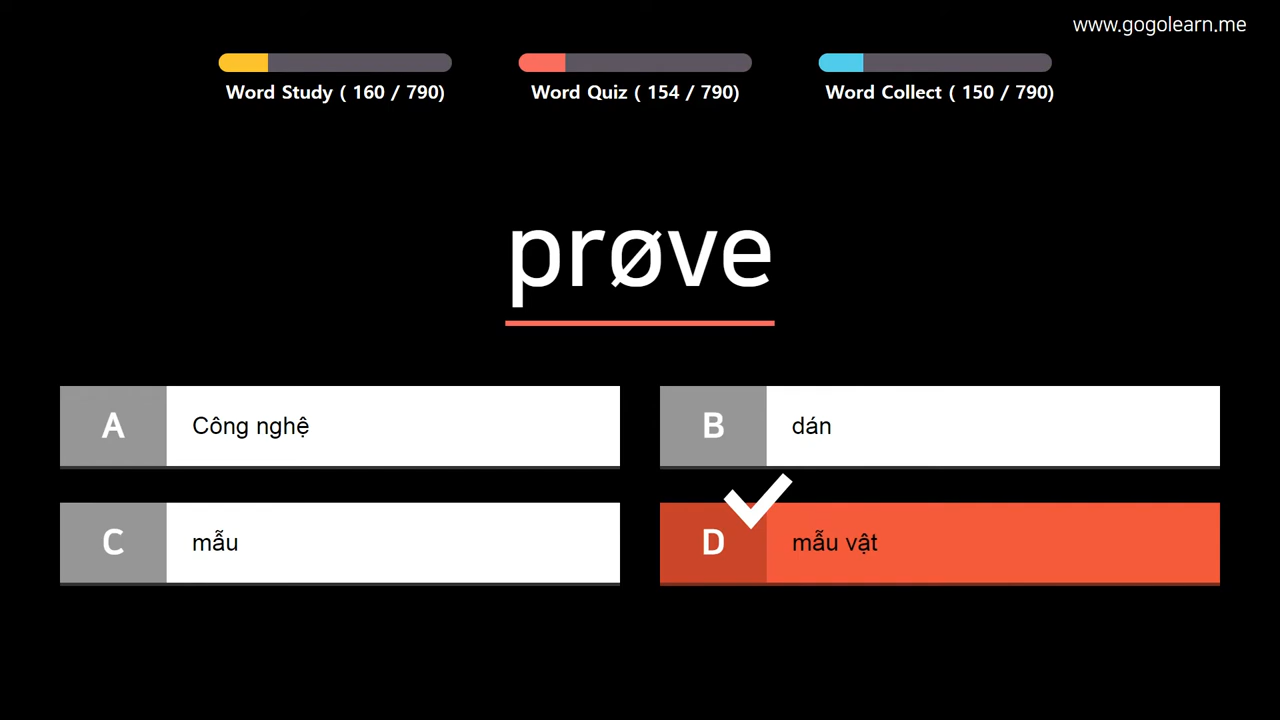 www.gogolearn.me
Word Study ( 160 / 790)
Word Quiz ( 154 / 790)
Word Collect ( 150 / 790)
prøve
A Công nghệ
B dán
C mẫu
D mẫu vật